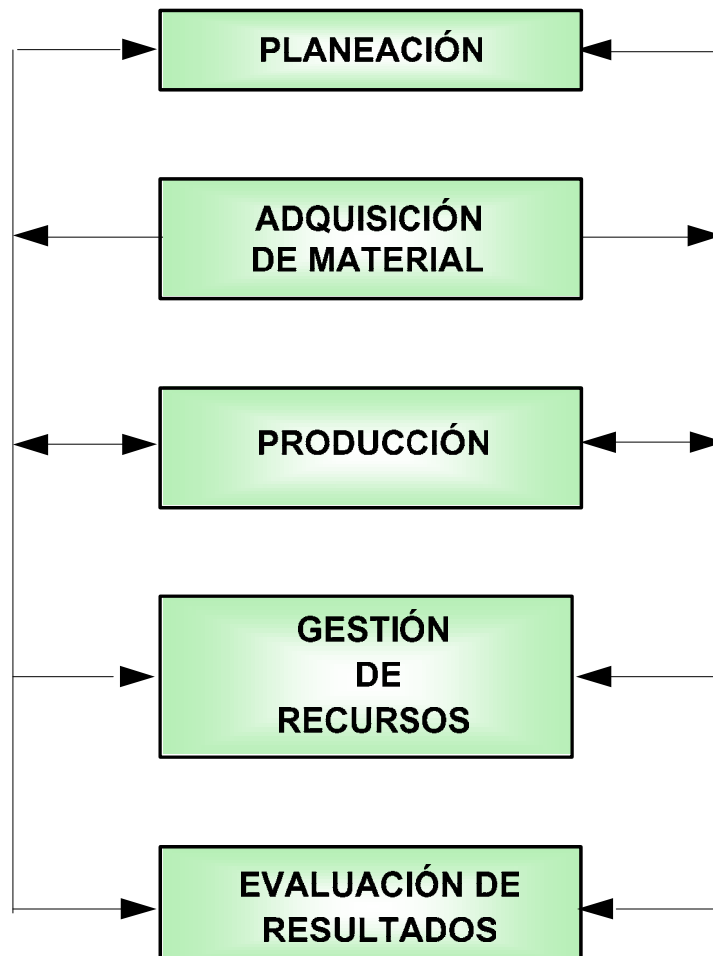 PLANEACIÓN
ADQUISICIÓN
DE MATERIAL
PRODUCCIÓN
GESTIÓN
DE
RECURSOS
EVALUACIÓN DE
RESULTADOS